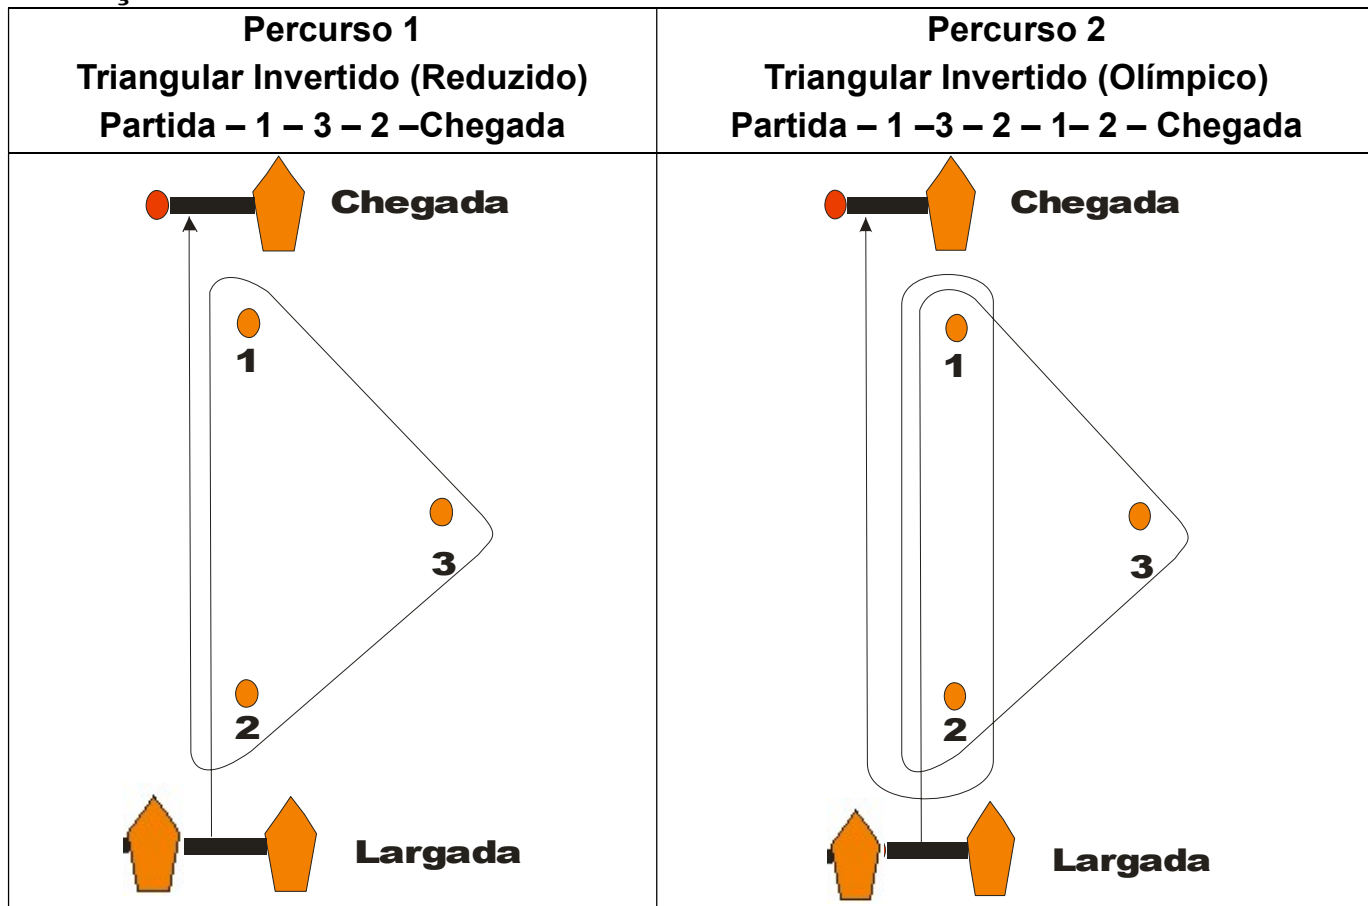 Percurso 1
Triangular Invertido (Reduzido)
Partida – 1 – 3 – 2 –Chegada
Chegada
1
3
2
Largada
Percurso 2
Triangular Invertido (Olímpico)
Partida – 1 –3 – 2 – 1– 2 – Chegada
Chegada
1
3
2
Largada